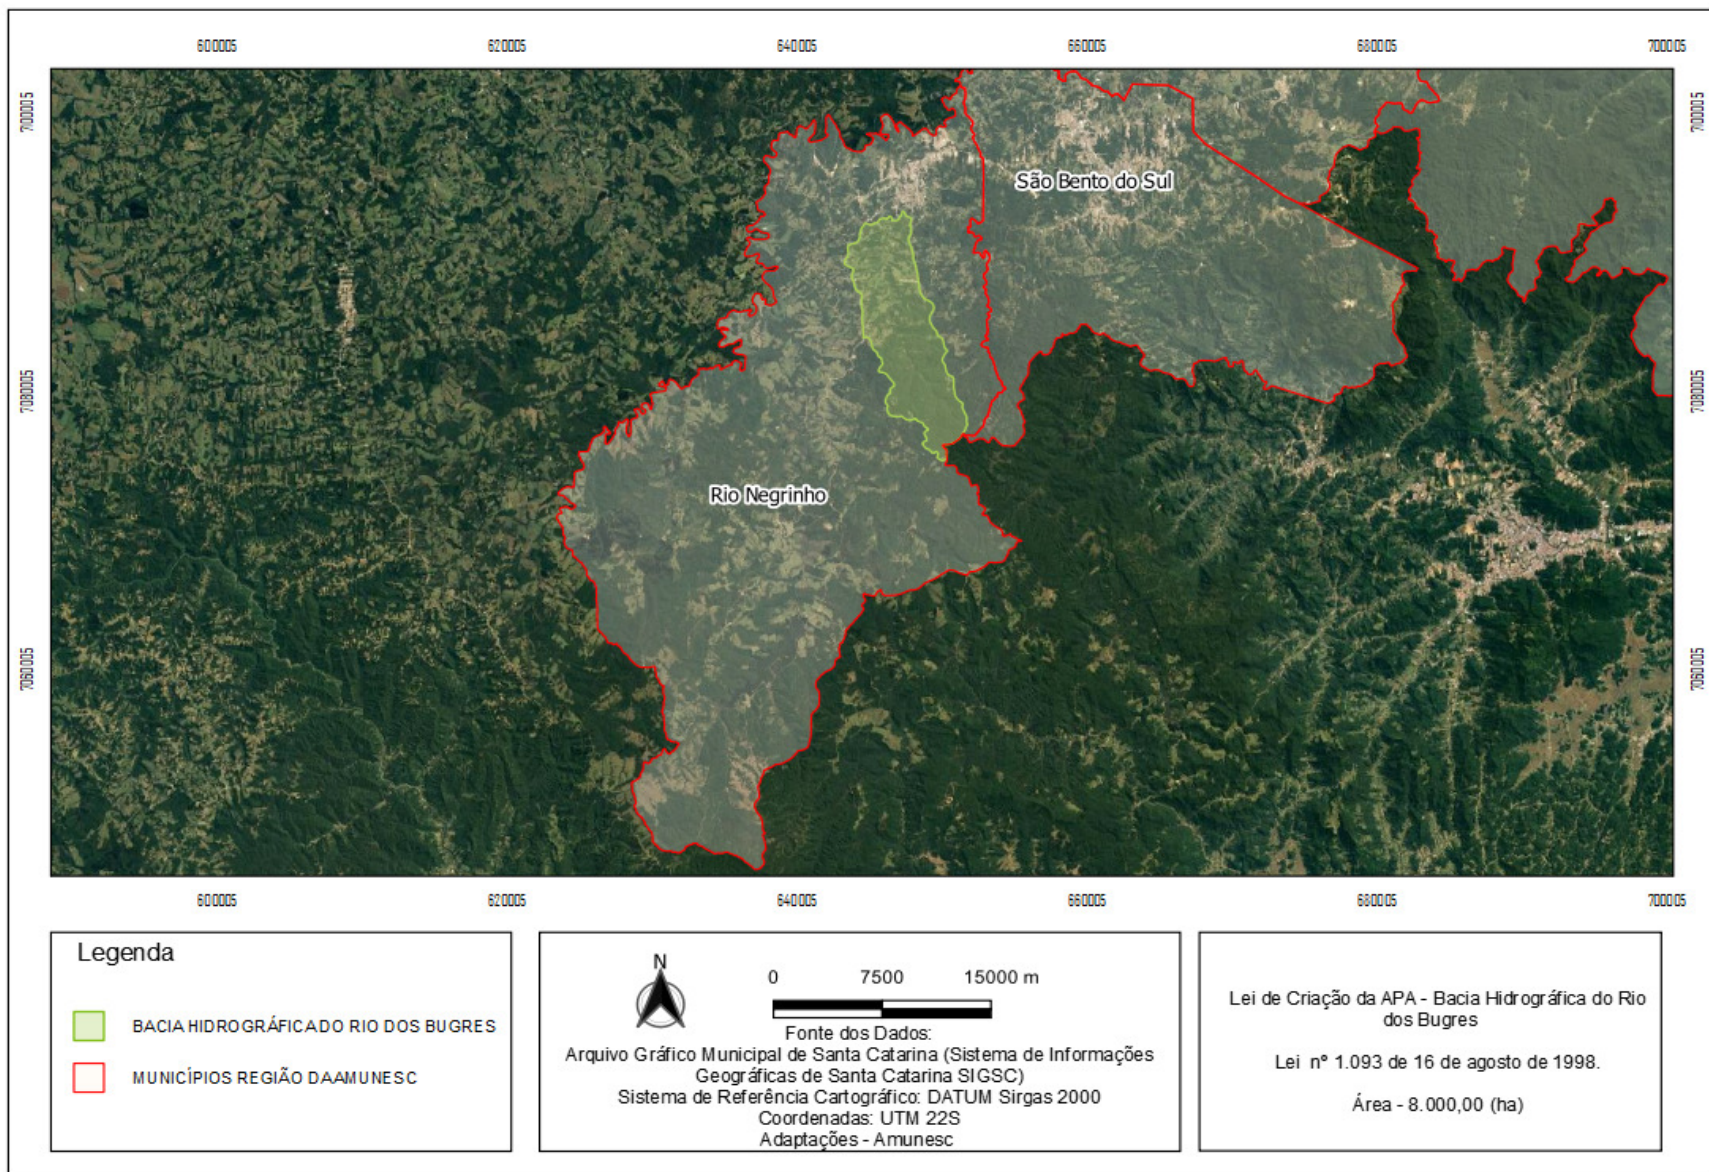 600005 620005 640005 660005 680005 700005
7100005 7100005
São Bento do Sul
7080005 7080005
Rio Negrinho
7060005 7060005
600005 620005 640005 660005 680005 700005
Legenda
BACIA HIDROGRÁFICA DO RIO DOS BUGRES
MUNICÍPIOS REGIÃO DA AMUNESC
N
0 7500 15000 m
Fonte dos Dados:
Arquivo Gráfico Municipal de Santa Catarina (Sistema de Informações
Geográficas de Santa Catarina SIGSC)
Sistema de Referência Cartográfico: DATUM Sirgas 2000
Coordenadas: UTM 22S
Adaptações - Amunesc
Lei de Criação da APA - Bacia Hidrográfica do Rio
dos Bugres
Lei nº 1.093 de 16 de agosto de 1998.
Área - 8.000,00 (ha)